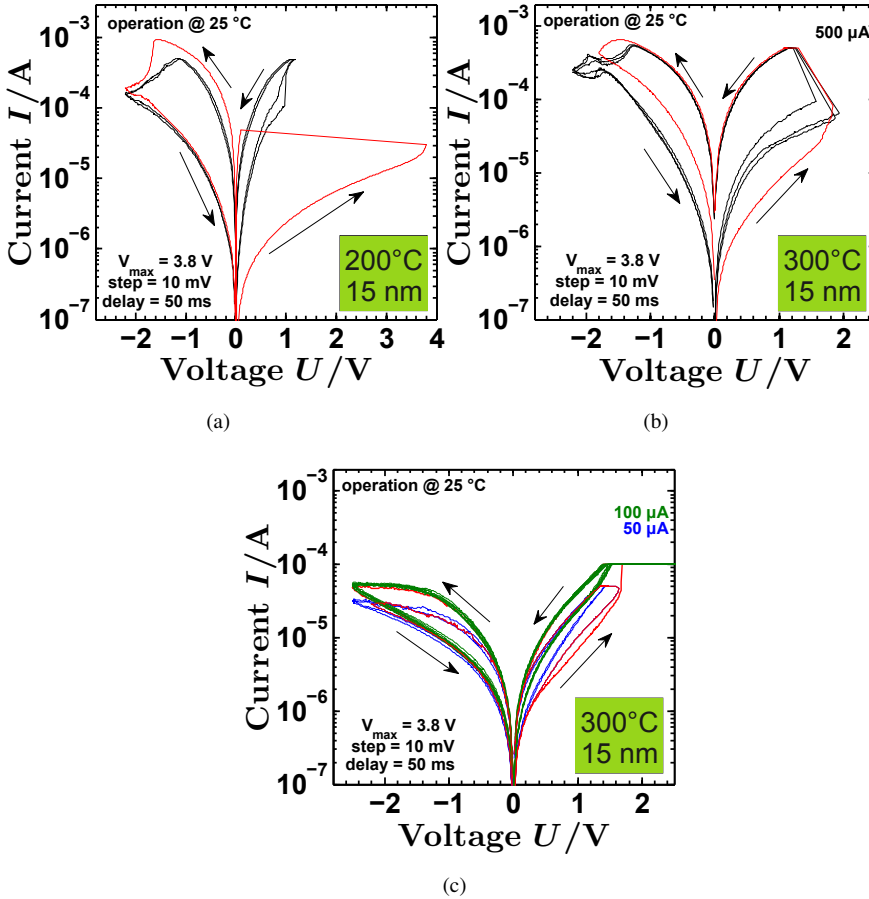 operation @ 25 °C
Current I/A
10⁻³
10⁻⁴
10⁻⁵
10⁻⁶
10⁻⁷
V_max = 3.8 V
step = 10 mV
delay = 50 ms
200°C
15 nm
−2 −1 0 1 2 3 4
Voltage U/V
(a)
operation @ 25 °C
500 µA
Current I/A
10⁻³
10⁻⁴
10⁻⁵
10⁻⁶
10⁻⁷
V_max = 3.8 V
step = 10 mV
delay = 50 ms
300°C
15 nm
−2 −1 0 1 2
Voltage U/V
(b)
operation @ 25 °C
100 µA
50 µA
Current I/A
10⁻³
10⁻⁴
10⁻⁵
10⁻⁶
10⁻⁷
V_max = 3.8 V
step = 10 mV
delay = 50 ms
300°C
15 nm
−2 −1 0 1 2
Voltage U/V
(c)